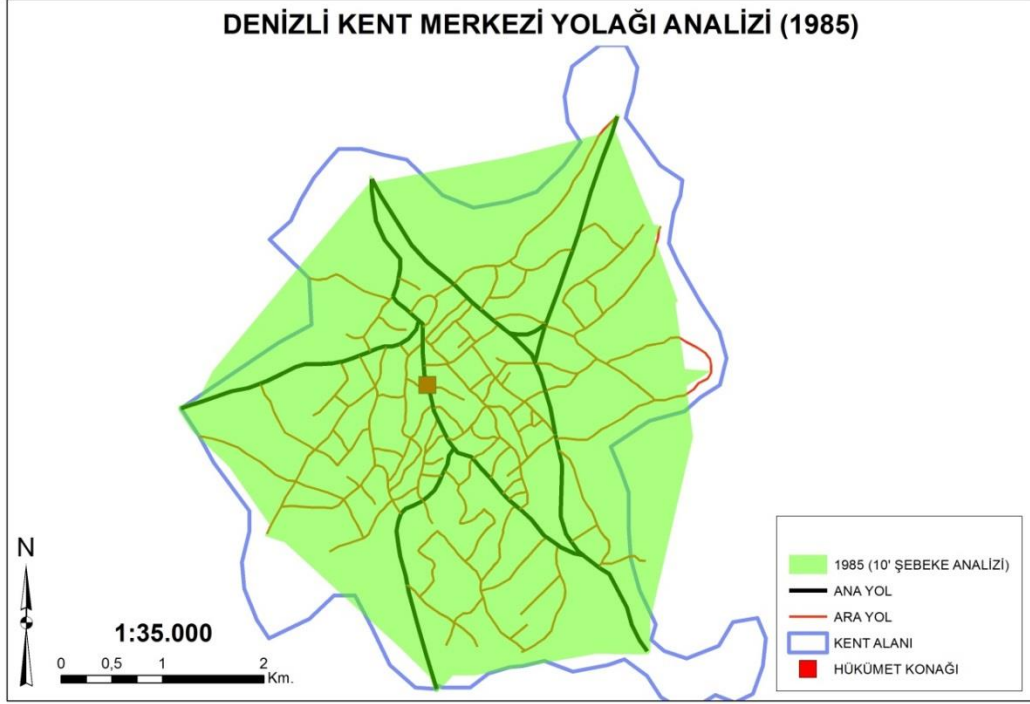 DENİZLİ KENT MERKEZİ YOLAĞI ANALİZİ (1985)
N
1:35.000
0 0,5 1 2
Km.
1985 (10' ŞEBEKE ANALİZİ)
ANA YOL
ARA YOL
KENT ALANI
HÜKÜMET KONAĞI